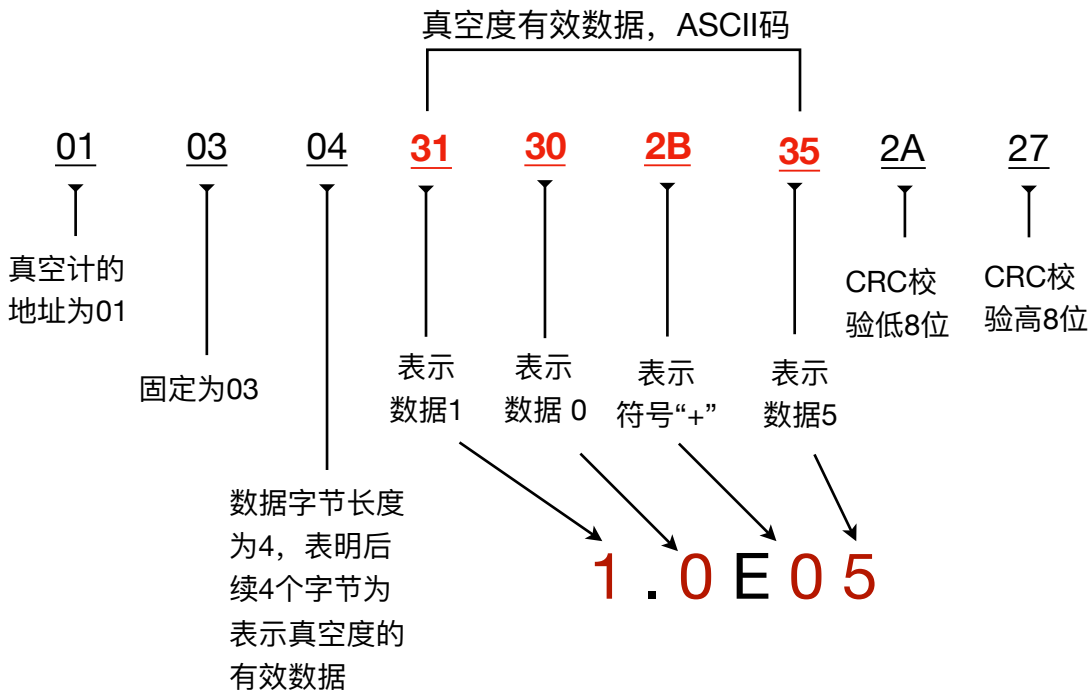 真空度有效数据，ASCII码
01 03 04 31 30 2B 35 2A 27
真空计的
地址为01
固定为03
数据字节长度
为4，表明后
续4个字节为
表示真空度的
有效数据
表示
数据1
表示
数据 0
表示
符号“+”
表示
数据5
CRC校
验低8位
CRC校
验高8位
1.0E05